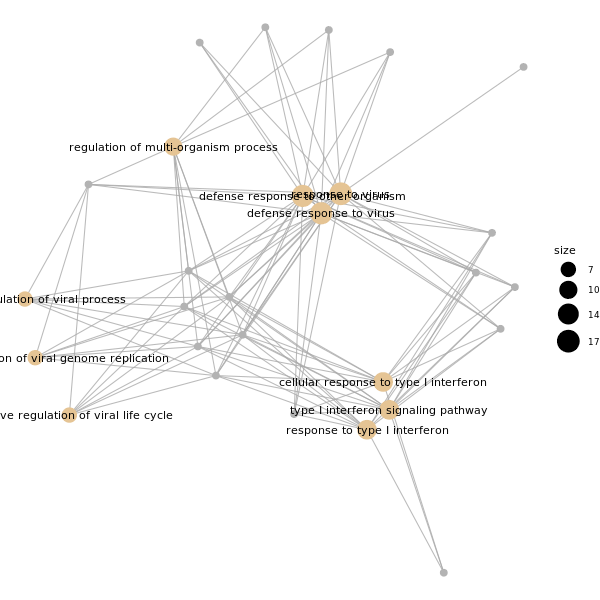 regulation of multi-organism process
response to virus
defense response to other organism
defense response to virus
size
7
10
14
17
ulation of viral process
on of viral genome replication
cellular response to type I interferon
type I interferon signaling pathway
ve regulation of viral life cycle
response to type I interferon